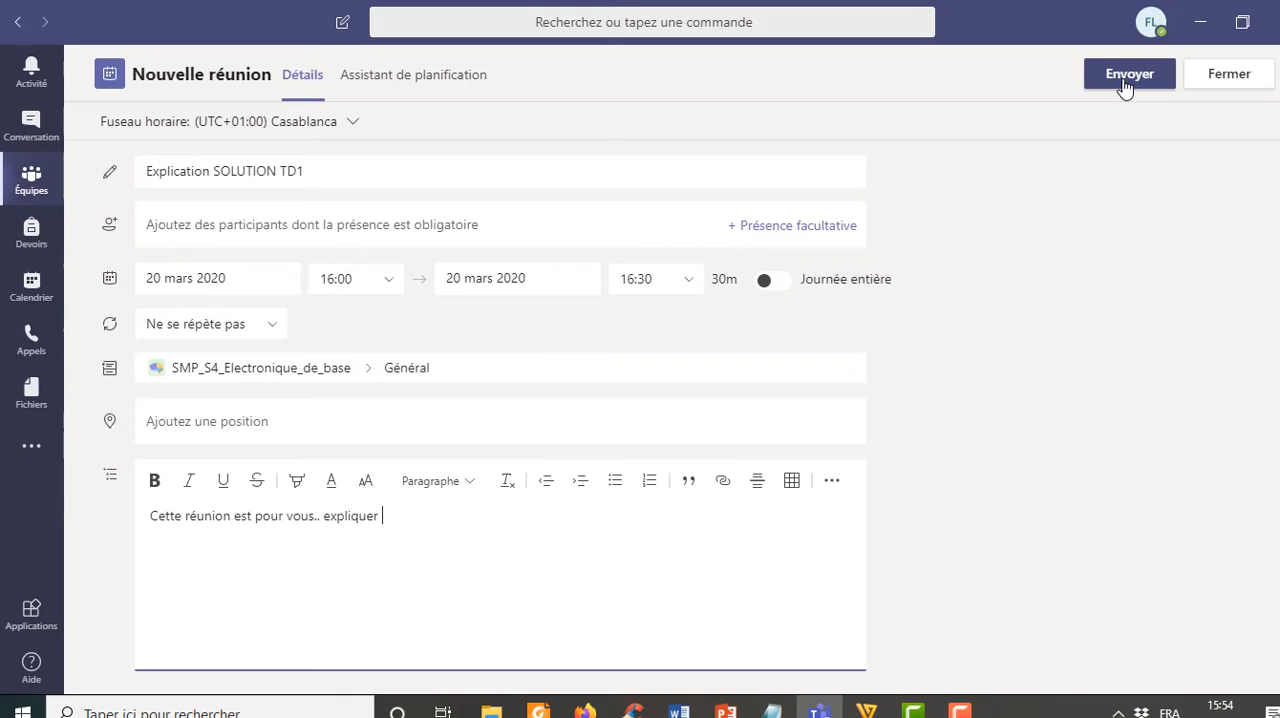 Recherchez ou tapez une commande
FL
Nouvelle réunion Détails Assistant de planification Envoyer Fermer
Activité
Fuseau horaire: (UTC+01:00) Casablanca
Conversation
Explication SOLUTION TD1
Équipes
Ajoutez des participants dont la présence est obligatoire + Présence facultative
Devoirs
20 mars 2020 16:00 → 20 mars 2020 16:30 30m Journée entière
Calendrier
Ne se répète pas
Appels
SMP_S4_Electronique_de_base > Général
Fichiers
Ajoutez une position
B I U S A AA Paragraphe Tx
Cette réunion est pour vous.. expliquer
Applications
Aide
Taper ici pour rechercher FRA 15:54